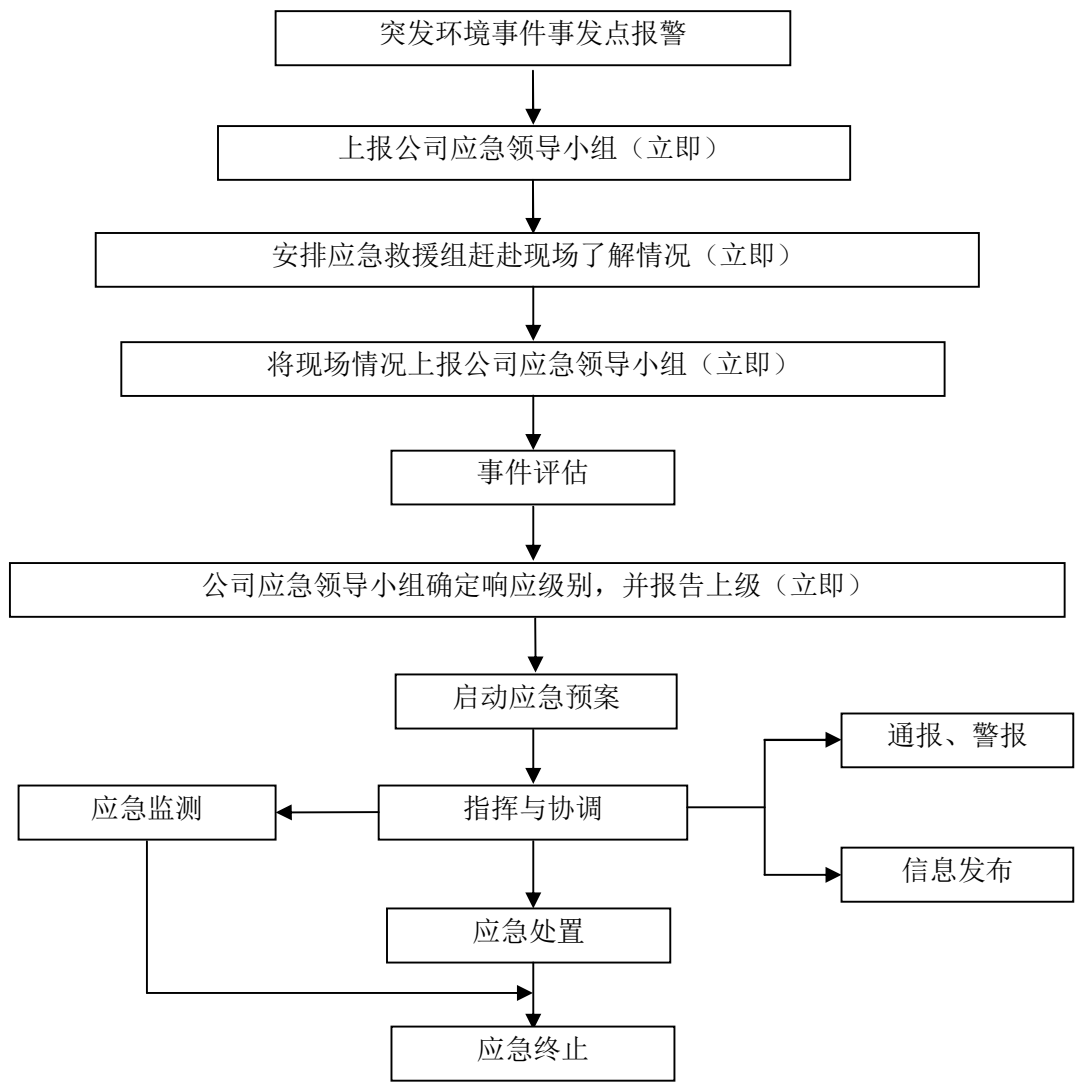 突发环境事件事发点报警
上报公司应急领导小组（立即）
安排应急救援组赶赴现场了解情况（立即）
将现场情况上报公司应急领导小组（立即）
事件评估
公司应急领导小组确定响应级别，并报告上级（立即）
启动应急预案
通报、警报
应急监测
指挥与协调
信息发布
应急处置
应急终止